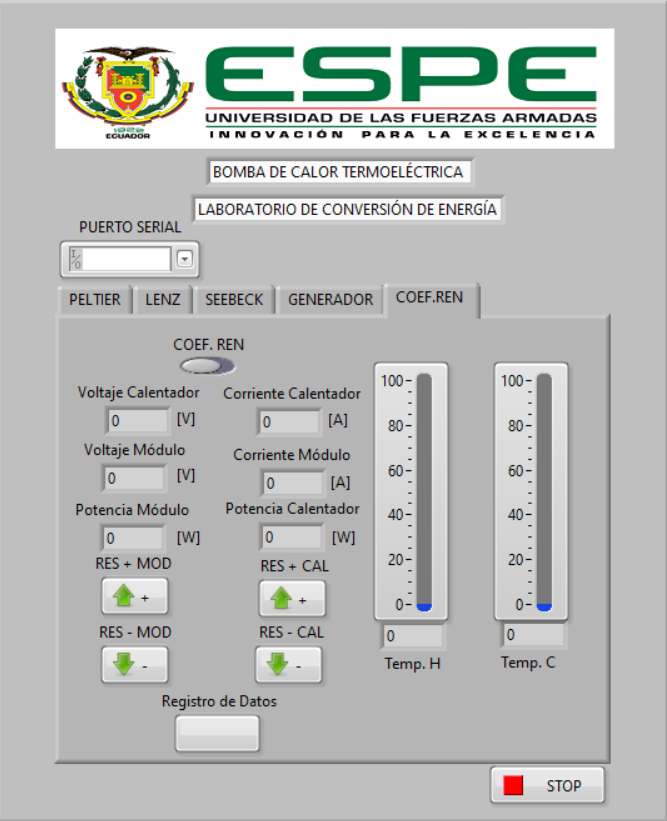 ESPE
UNIVERSIDAD DE LAS FUERZAS ARMADAS
INNOVACIÓN PARA LA EXCELENCIA
1922
ECUADOR
BOMBA DE CALOR TERMOELÉCTRICA
LABORATORIO DE CONVERSIÓN DE ENERGÍA
PUERTO SERIAL
I/O
PELTIER LENZ SEEBECK GENERADOR COEF.REN
COEF. REN
Voltaje Calentador Corriente Calentador
0 [V] 0 [A]
Voltaje Módulo Corriente Módulo
0 [V] 0 [A]
Potencia Módulo Potencia Calentador
0 [W] 0 [W]
RES + MOD RES + CAL
+ +
RES - MOD RES - CAL
- -
Registro de Datos
100 100
80 80
60 60
40 40
20 20
0 0
0 0
Temp. H Temp. C
STOP